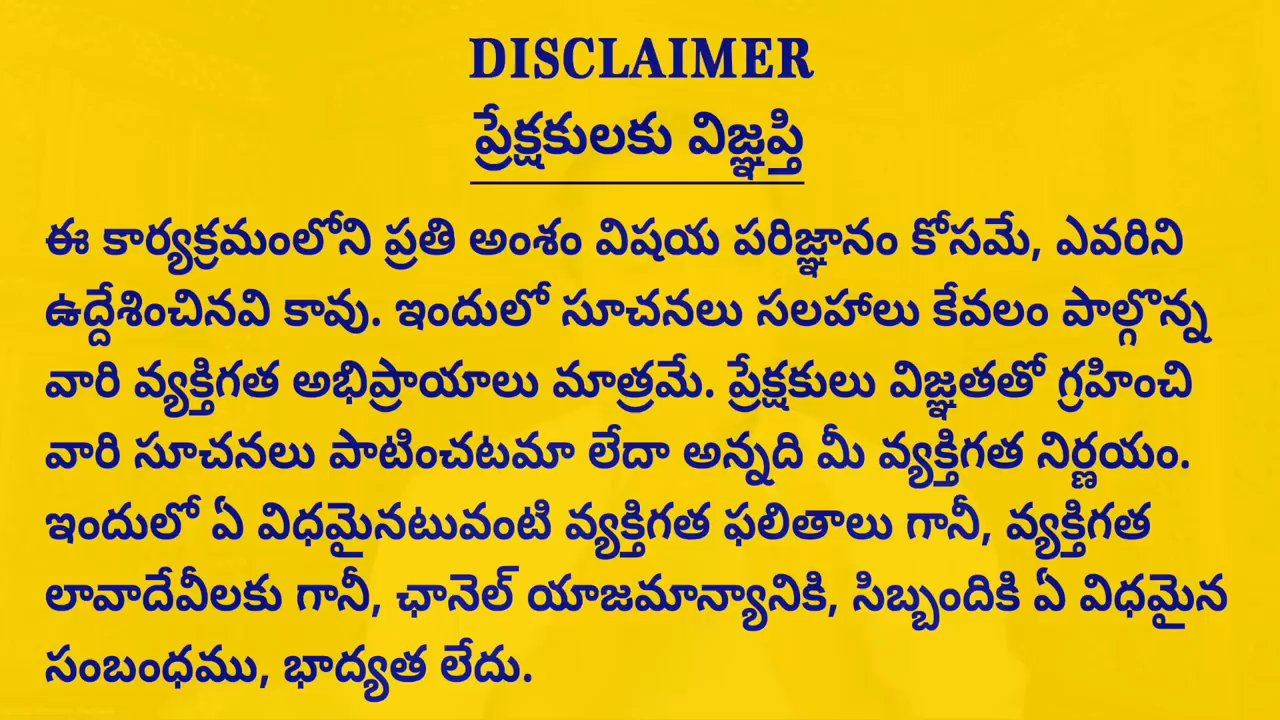 DISCLAIMER
ప్రేక్షకులకు విజ్ఞప్తి
ఈ కార్యక్రమంలోని ప్రతి అంశం విషయ పరిజ్ఞానం కోసమే, ఎవరిని
ఉద్దేశించినవి కావు. ఇందులో సూచనలు సలహాలు కేవలం పాల్గొన్న
వారి వ్యక్తిగత అభిప్రాయాలు మాత్రమే. ప్రేక్షకులు విజ్ఞతతో గ్రహించి
వారి సూచనలు పాటించటమా లేదా అన్నది మీ వ్యక్తిగత నిర్ణయం.
ఇందులో ఏ విధమైనటువంటి వ్యక్తిగత ఫలితాలు గానీ, వ్యక్తిగత
లావాదేవీలకు గానీ, ఛానెల్ యాజమాన్యానికి, సిబ్బందికి ఏ విధమైన
సంబంధము, భాద్యత లేదు.